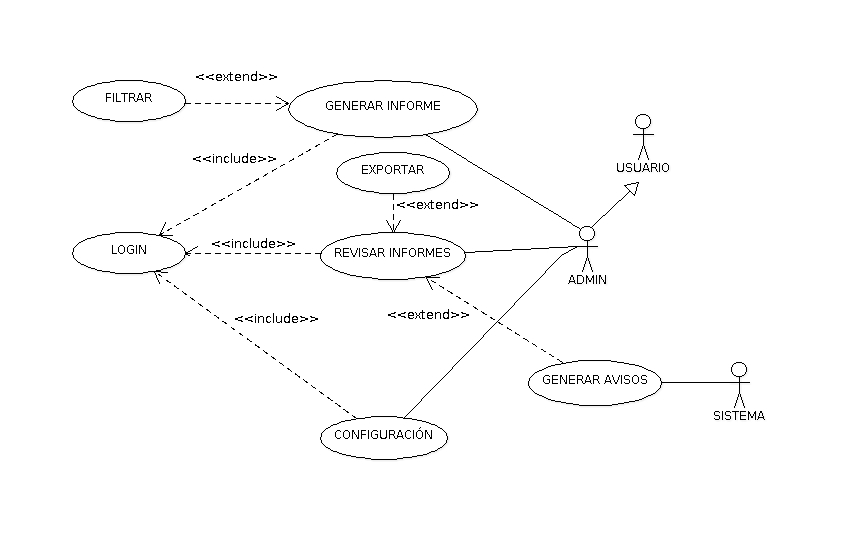 <<extend>>
FILTRAR
GENERAR INFORME
<<include>>
EXPORTAR
USUARIO
<<extend>>
LOGIN
<<include>>
REVISAR INFORMES
ADMIN
<<include>>
<<extend>>
GENERAR AVISOS
SISTEMA
CONFIGURACIÓN